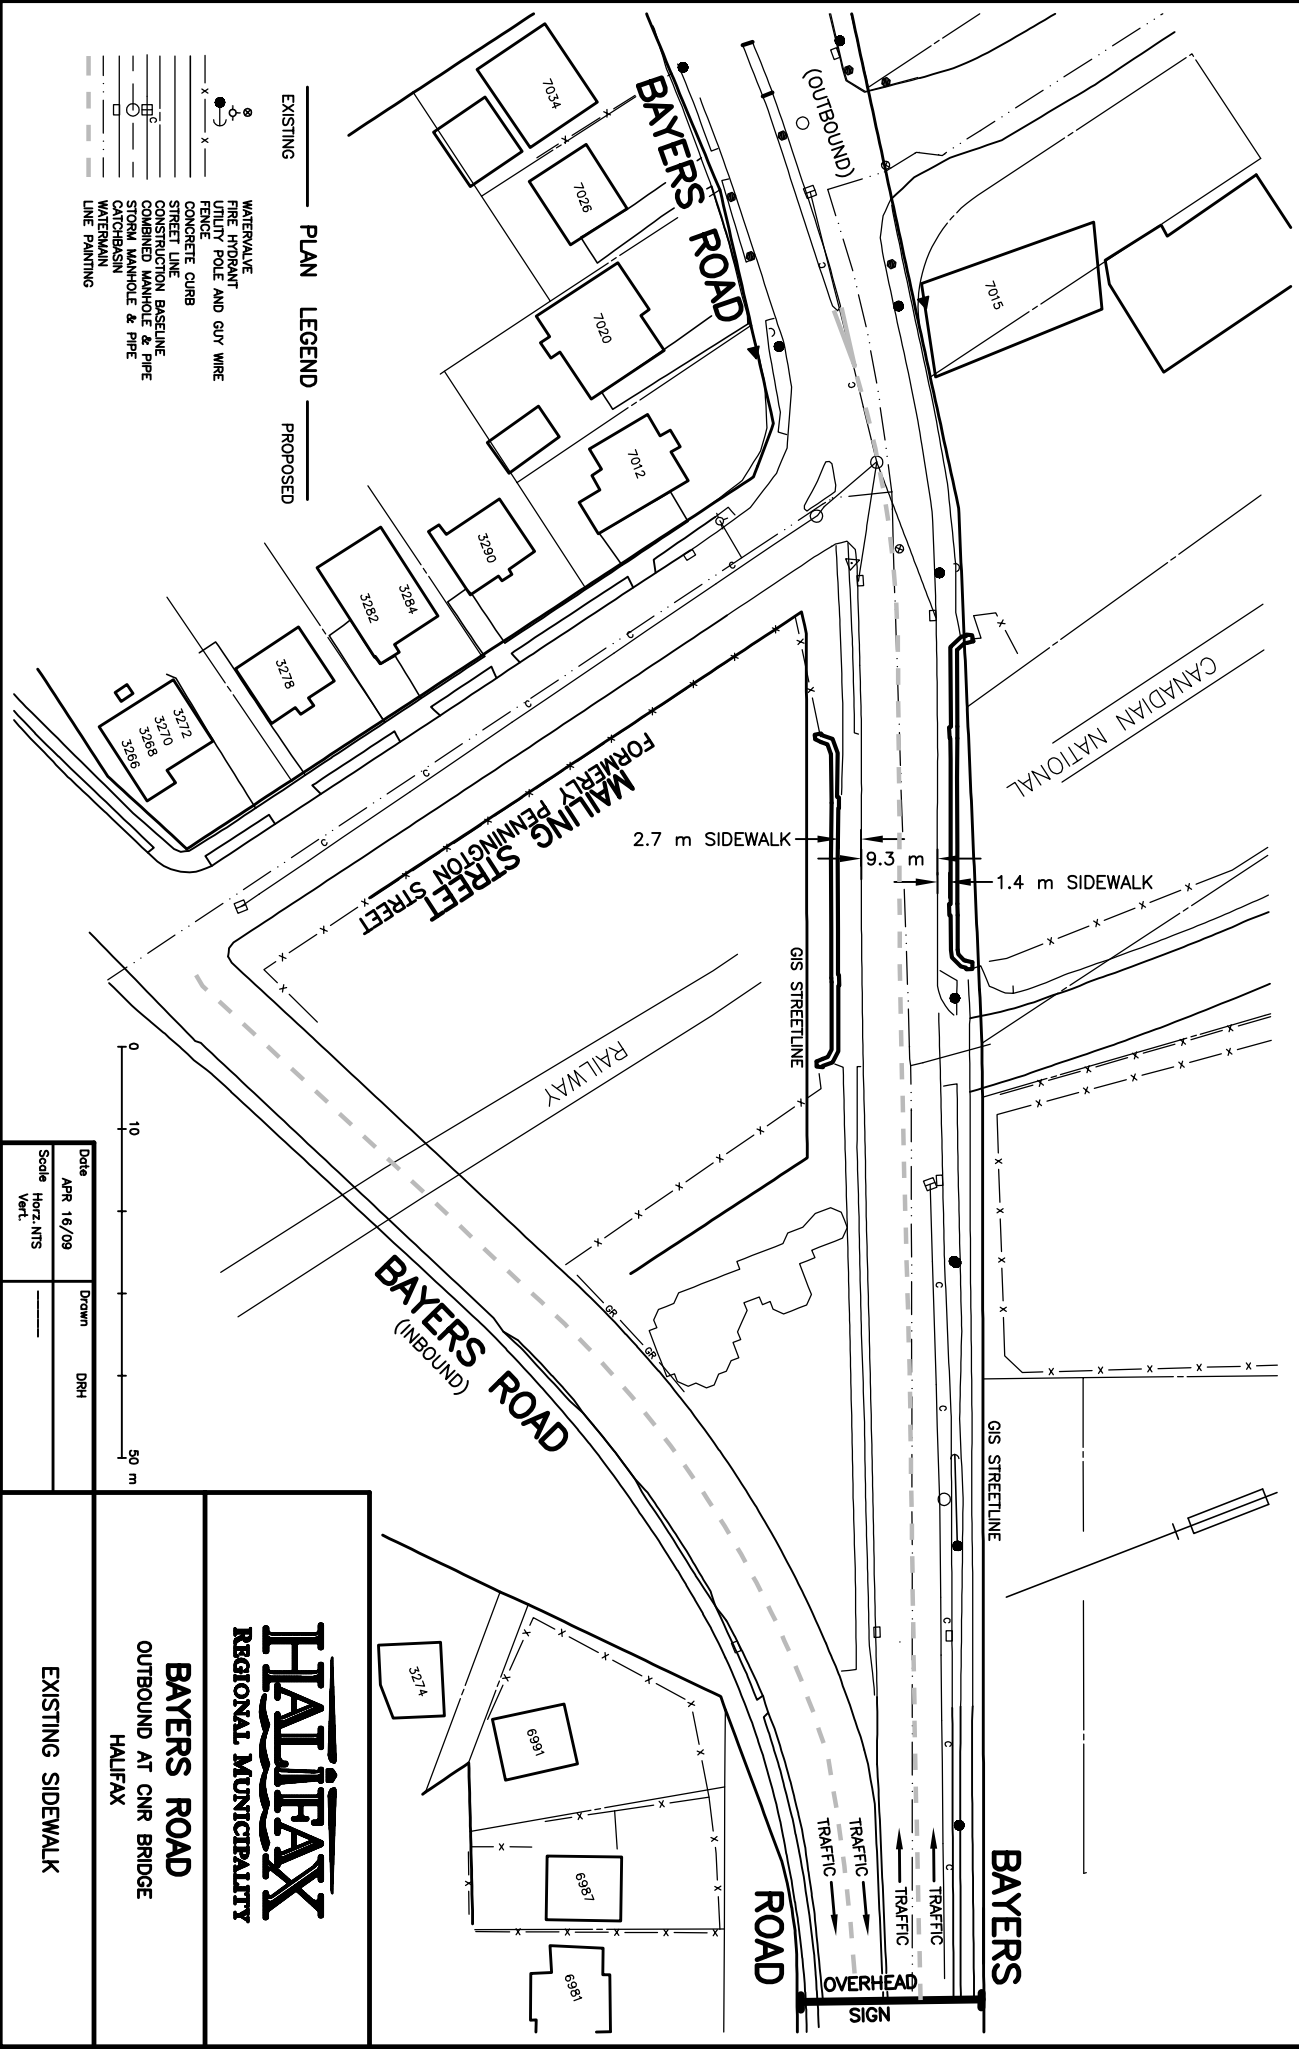 BAYERS ROAD
(OUTBOUND)
7034
7026
7020
7012
7015
3290
3284
3282
3278
3272
3270
3268
3266
CANADIAN NATIONAL
RAILWAY
MAILING STREET
FORMERLY PENNINGTON STREET
2.7 m SIDEWALK
9.3 m
1.4 m SIDEWALK
GIS STREETLINE
GIS STREETLINE
BAYERS ROAD
(INBOUND)
GR
GR
3274
6991
6987
6981
TRAFFIC
TRAFFIC
TRAFFIC
TRAFFIC
BAYERS
ROAD
OVERHEAD
SIGN
EXISTING
PLAN LEGEND
PROPOSED
WATERVALVE
FIRE HYDRANT
UTILITY POLE AND GUY WIRE
FENCE
CONCRETE CURB
STREET LINE
CONSTRUCTION BASELINE
COMBINED MANHOLE & PIPE
STORM MANHOLE & PIPE
CATCHBASIN
WATERMAIN
LINE PAINTING
0 10 50 m
Date APR 16/09
Drawn DRH
Scale Horz. NTS
Vert.
HALIFAX
REGIONAL MUNICIPALITY
BAYERS ROAD
OUTBOUND AT CNR BRIDGE
HALIFAX
EXISTING SIDEWALK